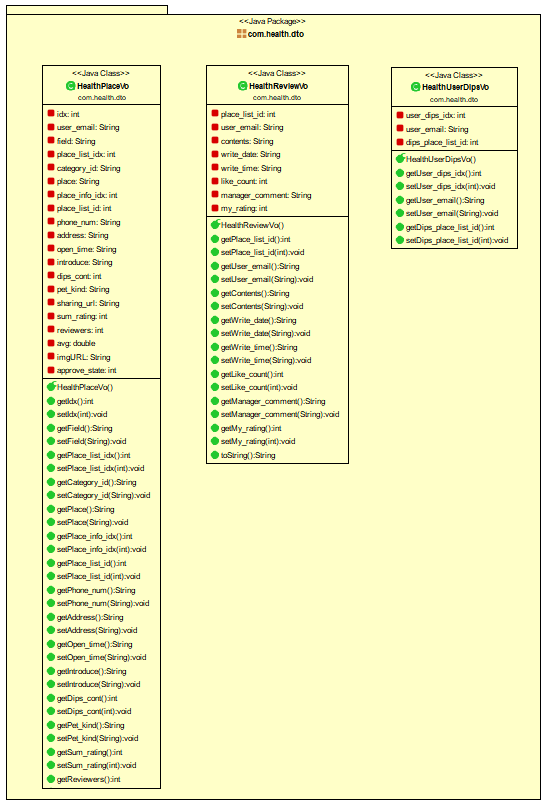 <<Java Package>>
com.health.dto
<<Java Class>>
HealthPlaceVo
com.health.dto
idx: int
user_email: String
field: String
place_list_idx: int
category_id: String
place: String
place_info_idx: int
place_list_id: int
phone_num: String
address: String
open_time: String
introduce: String
dips_cont: int
pet_kind: String
sharing_url: String
sum_rating: int
reviewers: int
avg: double
imgURL: String
approve_state: int
HealthPlaceVo()
getIdx():int
setIdx(int):void
getField():String
setField(String):void
getPlace_list_idx():int
setPlace_list_idx(int):void
getCategory_id():String
setCategory_id(String):void
getPlace():String
setPlace(String):void
getPlace_info_idx():int
setPlace_info_idx(int):void
getPlace_list_id():int
setPlace_list_id(int):void
getPhone_num():String
setPhone_num(String):void
getAddress():String
setAddress(String):void
getOpen_time():String
setOpen_time(String):void
getIntroduce():String
setIntroduce(String):void
getDips_cont():int
setDips_cont(int):void
getPet_kind():String
setPet_kind(String):void
getSum_rating():int
setSum_rating(int):void
getReviewers():int
<<Java Class>>
HealthReviewVo
com.health.dto
place_list_id: int
user_email: String
contents: String
write_date: String
write_time: String
like_count: int
manager_comment: String
my_rating: int
HealthReviewVo()
getPlace_list_id():int
setPlace_list_id(int):void
getUser_email():String
setUser_email(String):void
getContents():String
setContents(String):void
getWrite_date():String
setWrite_date(String):void
getWrite_time():String
setWrite_time(String):void
getLike_count():int
setLike_count(int):void
getManager_comment():String
setManager_comment(String):void
getMy_rating():int
setMy_rating(int):void
toString():String
<<Java Class>>
HealthUserDipsVo
com.health.dto
user_dips_idx: int
user_email: String
dips_place_list_id: int
HealthUserDipsVo()
getUser_dips_idx():int
setUser_dips_idx(int):void
getUser_email():String
setUser_email(String):void
getDips_place_list_id():int
setDips_place_list_id(int):void